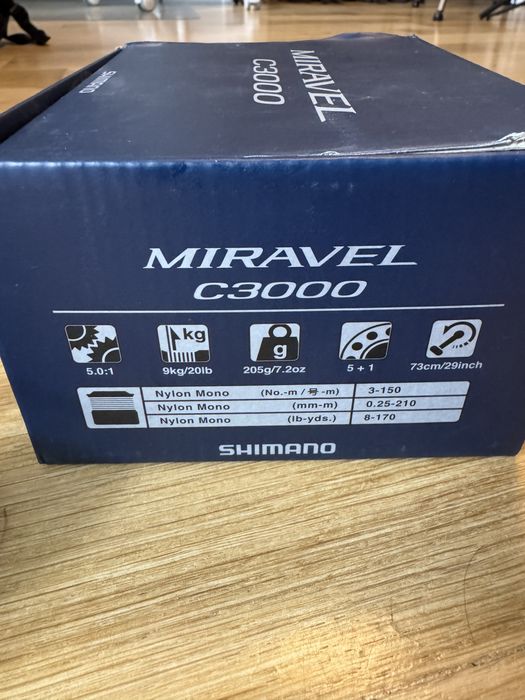 SHIMANO
MIRAVEL
C3000
MIRAVEL
C3000
kg
g
5.0:1
9kg/20lb
205g/7.2oz
5 + 1
73cm/29inch
Nylon Mono (No.-m / 号 -m) 3-150
Nylon Mono (mm-m) 0.25-210
Nylon Mono (lb-yds.) 8-170
SHIMANO